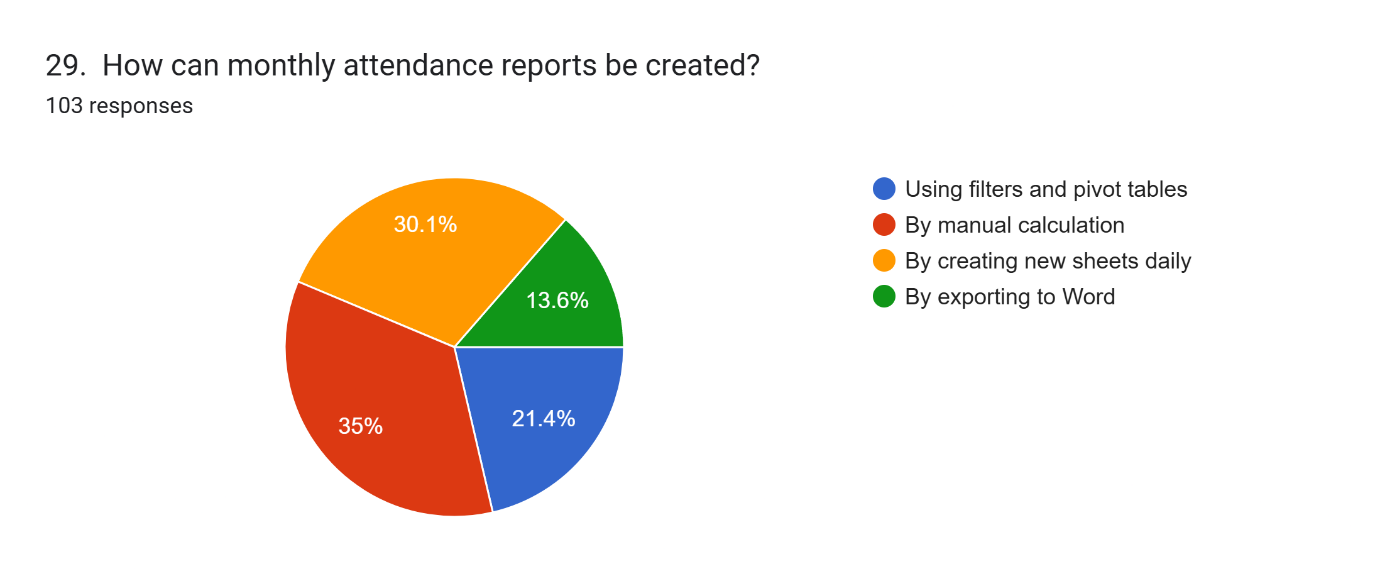 29.  How can monthly attendance reports be created?
103 responses
30.1%
13.6%
35%
21.4%
Using filters and pivot tables
By manual calculation
By creating new sheets daily
By exporting to Word